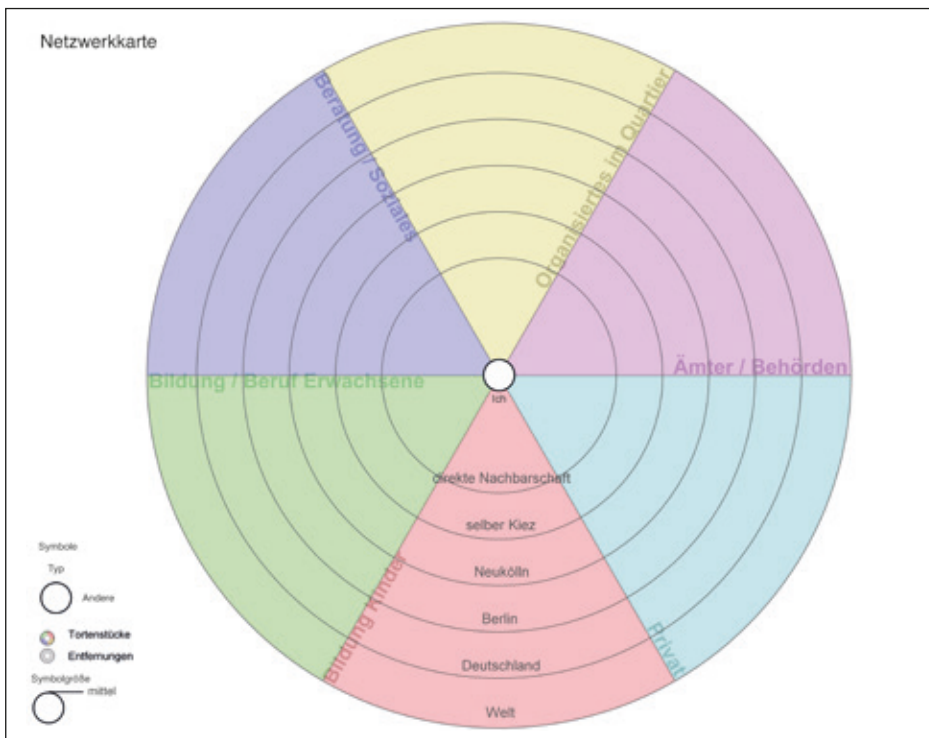 Netzwerkkarte
Beratung / Soziales
Organisiertes im Quartier
Ämter / Behörden
Bildung / Beruf Erwachsene
Ich
direkte Nachbarschaft
selber Kiez
Neukölln
Berlin
Deutschland
Welt
Bildung Kinder
Privat
Symbole
Typ
Andere
Tortenstücke
Entfernungen
Symbolgröße
mittel